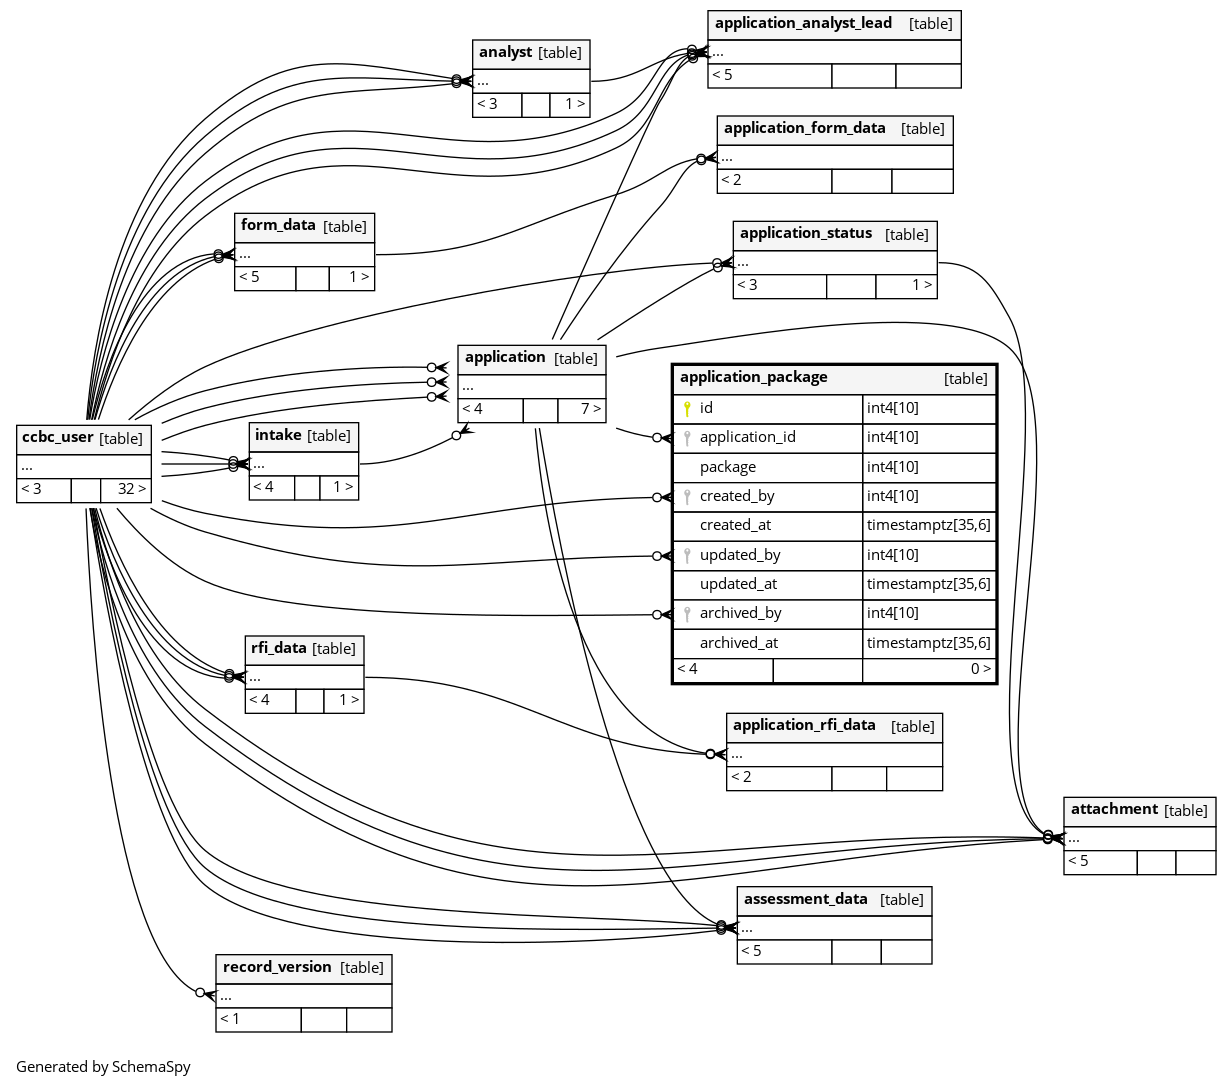 application_analyst_lead [table]
...
< 5
analyst [table]
...
< 3 1 >
application_form_data [table]
...
< 2
form_data [table]
...
< 5 1 >
application_status [table]
...
< 3 1 >
application [table]
...
< 4 7 >
application_package [table]
id int4[10]
application_id int4[10]
package int4[10]
created_by int4[10]
created_at timestamptz[35,6]
updated_by int4[10]
updated_at timestamptz[35,6]
archived_by int4[10]
archived_at timestamptz[35,6]
< 4 0 >
ccbc_user [table]
...
< 3 32 >
intake [table]
...
< 4 1 >
rfi_data [table]
...
< 4 1 >
application_rfi_data [table]
...
< 2
attachment [table]
...
< 5
assessment_data [table]
...
< 5
record_version [table]
...
< 1
Generated by SchemaSpy